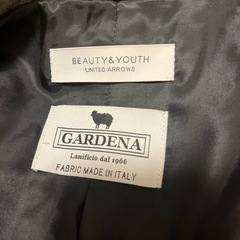 BEAUTY&YOUTH
UNITED ARROWS
GARDENA
Lanificio dal 1966
FABRIC MADE IN ITALY